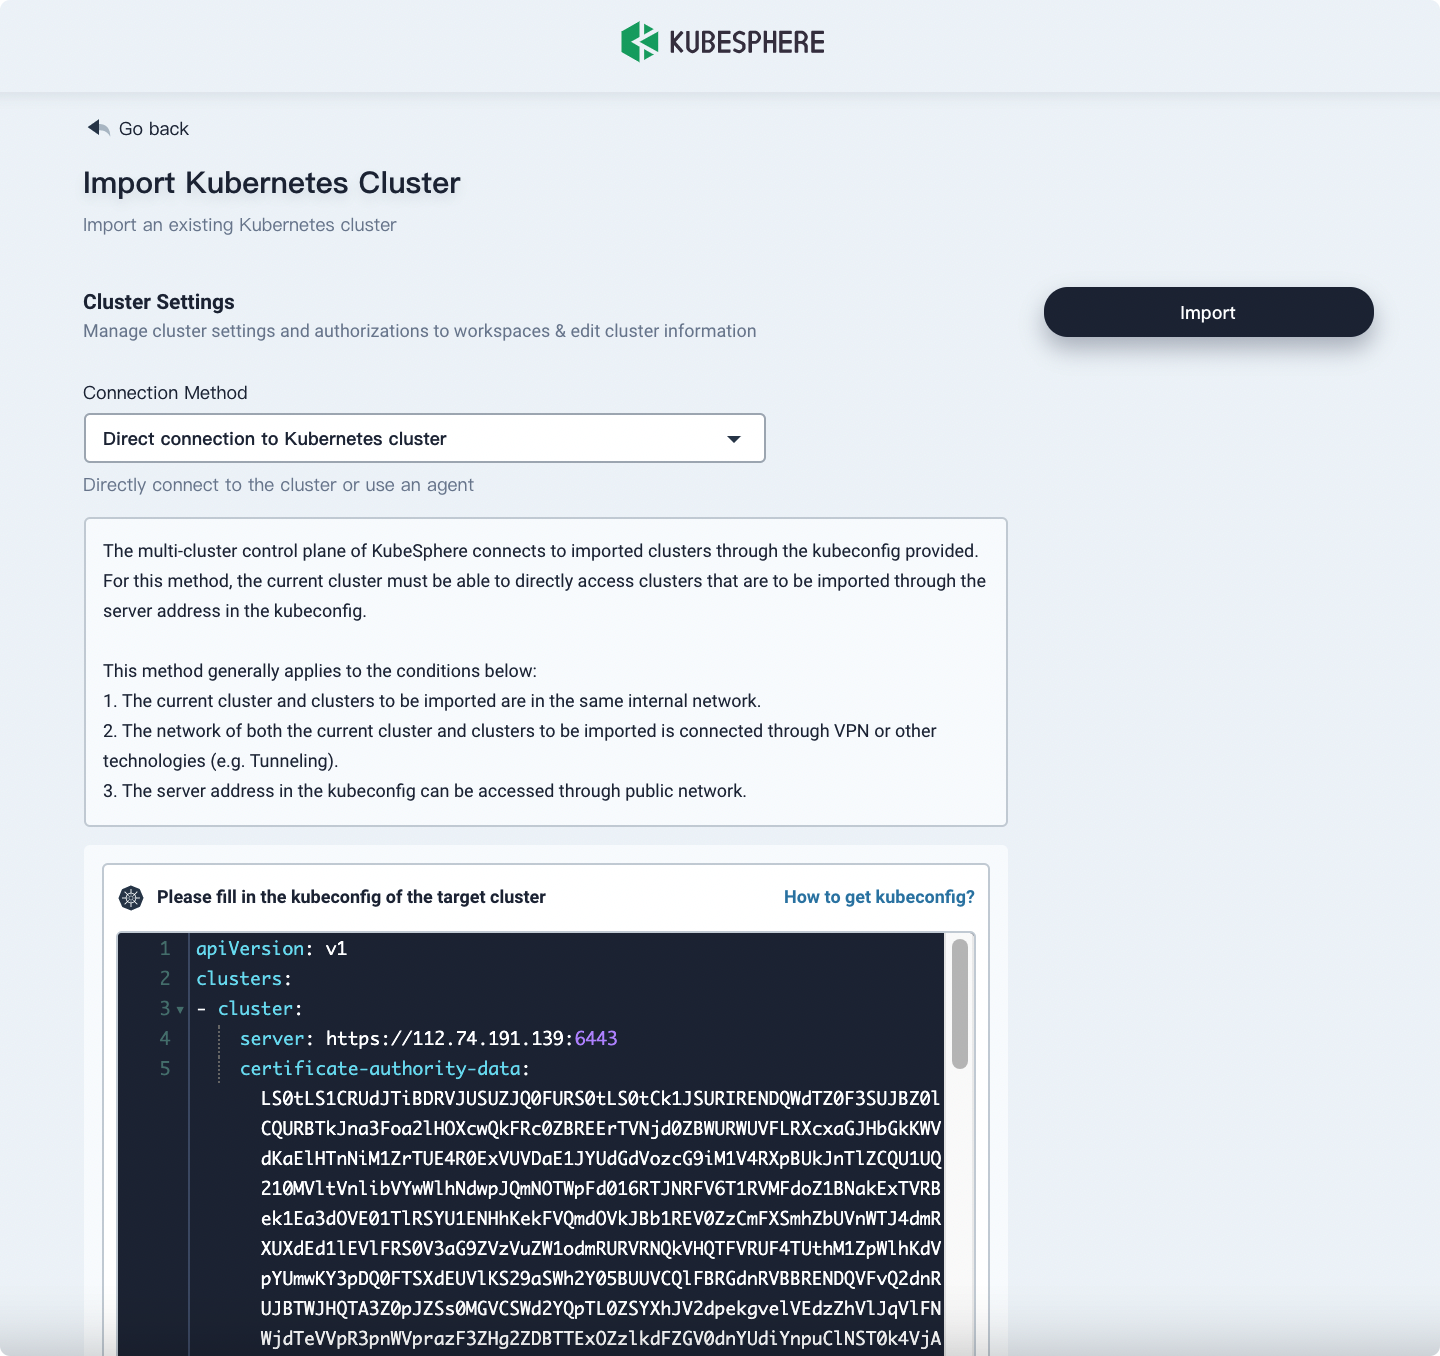 KUBESPHERE
Go back
Import Kubernetes Cluster
Import an existing Kubernetes cluster
Cluster Settings
Manage cluster settings and authorizations to workspaces & edit cluster information
Import
Connection Method
Direct connection to Kubernetes cluster
Directly connect to the cluster or use an agent
The multi-cluster control plane of KubeSphere connects to imported clusters through the kubeconfig provided.
For this method, the current cluster must be able to directly access clusters that are to be imported through the
server address in the kubeconfig.
This method generally applies to the conditions below:
1. The current cluster and clusters to be imported are in the same internal network.
2. The network of both the current cluster and clusters to be imported is connected through VPN or other
technologies (e.g. Tunneling).
3. The server address in the kubeconfig can be accessed through public network.
Please fill in the kubeconfig of the target cluster
How to get kubeconfig?
1 apiVersion: v1
2 clusters:
3 - cluster:
4 server: https://112.74.191.139:6443
5 certificate-authority-data:
LS0tLS1CRUdJTiBDRVJUSUZJQ0FURS0tLS0tCk1JSURIRENDQWdTZ0F3SUJBZ0l
CQURBTkJna3Foa2lHOXcwQkFRc0ZBREErTVNjd0ZBWURWUVFLRXcxaGJHbGkKWV
dKaElHTnNiM1ZrTUE4R0ExVUVDaE1JYUdGdVozcG9iM1V4RXpBUkJnTlZCQU1UQ
210MVltVnlibVYwWlhNdwpJQmNOTWpFd016RTJNRFV6T1RVMFdoZ1BNakExTVRB
ek1Ea3dOVE01TlRSYU1ENHhKekFVQmdOVkJBb1REV0ZzCmFXSmhZbUVnWTJ4dmR
XUXdEd1lEVlFRS0V3aG9ZVzVuZW1odmRURVRNQkVHQTFVRUF4TUthM1ZpWlhKdV
pYUmwKY3pDQ0FTSXdEUVlKS29aSWh2Y05BUUVCQlFBRGdnRVBBRENDQVFvQ2dnR
UJBTWJHQTA3Z0pJZSs0MGVCSWd2YQpTL0ZSYXhJV2dpekgvelVEdzZhVlJqVlFN
WjdTeVVpR3pnWVprazF3ZHg2ZDBTTExOZzlkdFZGV0dnYUdiYnpuClNST0k4VjA